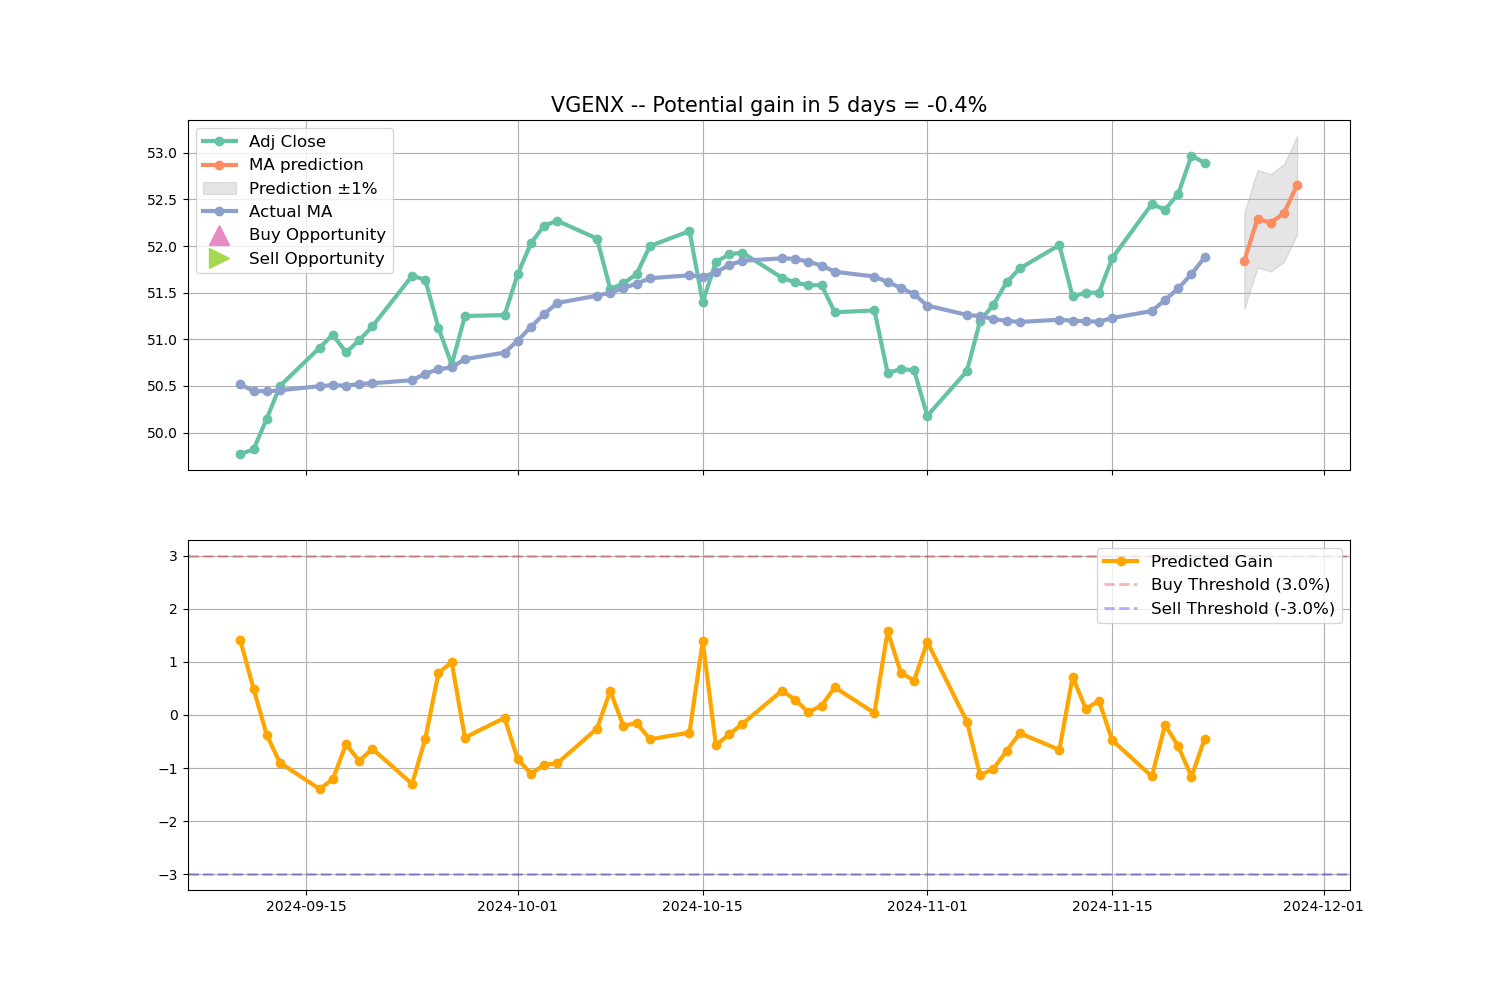 VGENX -- Potential gain in 5 days = -0.4%
Adj Close
MA prediction
Prediction ±1%
Actual MA
Buy Opportunity
Sell Opportunity
53.0
52.5
52.0
51.5
51.0
50.5
50.0
Predicted Gain
Buy Threshold (3.0%)
Sell Threshold (-3.0%)
3
2
1
0
−1
−2
−3
2024-09-15
2024-10-01
2024-10-15
2024-11-01
2024-11-15
2024-12-01